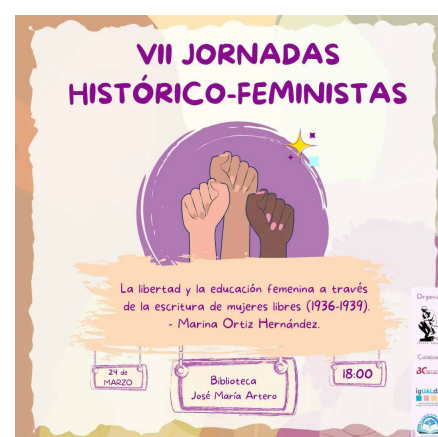 VII JORNADAS
HISTÓRICO-FEMINISTAS
La libertad y la educación femenina a través
de la escritura de mujeres libres (1936-1939).
- Marina Ortiz Hernández.
24 de
MARZO
Biblioteca
José María Artero
18:00